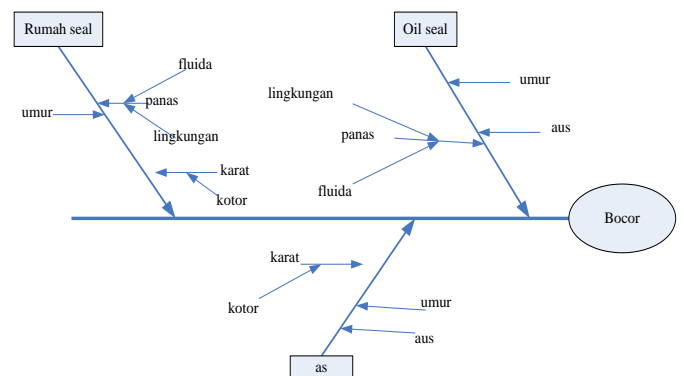 Rumah seal
Oil seal
fluida
panas
umur
lingkungan
karat
kotor
umur
lingkungan
aus
panas
fluida
Bocor
karat
kotor
umur
aus
as